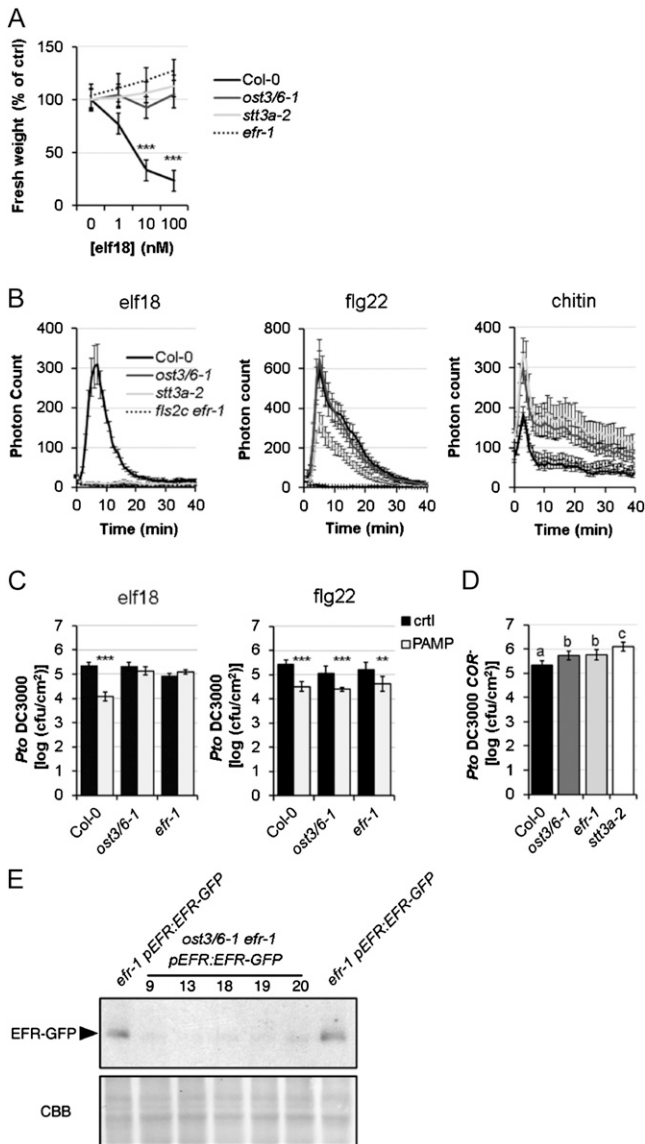 A
Fresh weight (% of ctrl)
150
100
50
0
0 1 10 100
[elf18] (nM)
***
***
Col-0
ost3/6-1
stt3a-2
efr-1
B
elf18
Photon Count
400
300
200
100
0
0 10 20 30 40
Time (min)
Col-0
ost3/6-1
stt3a-2
fls2c efr-1
flg22
Photon count
800
600
400
200
0
0 10 20 30 40
Time (min)
chitin
Photon count
400
300
200
100
0
0 10 20 30 40
Time (min)
C
elf18
Pto DC3000
[log (cfu/cm²)]
7
6
5
4
3
2
1
0
***
Col-0
ost3/6-1
efr-1
flg22
Pto DC3000
[log (cfu/cm²)]
7
6
5
4
3
2
1
0
*** *** **
Col-0
ost3/6-1
efr-1
crtl
PAMP
D
Pto DC3000 COR-
[log (cfu/cm²)]
7
6
5
4
3
2
1
0
a b b c
Col-0
ost3/6-1
efr-1
stt3a-2
E
efr-1 pEFR:EFR-GFP
ost3/6-1 efr-1
pEFR:EFR-GFP
9 13 18 19 20
efr-1 pEFR:EFR-GFP
EFR-GFP
CBB